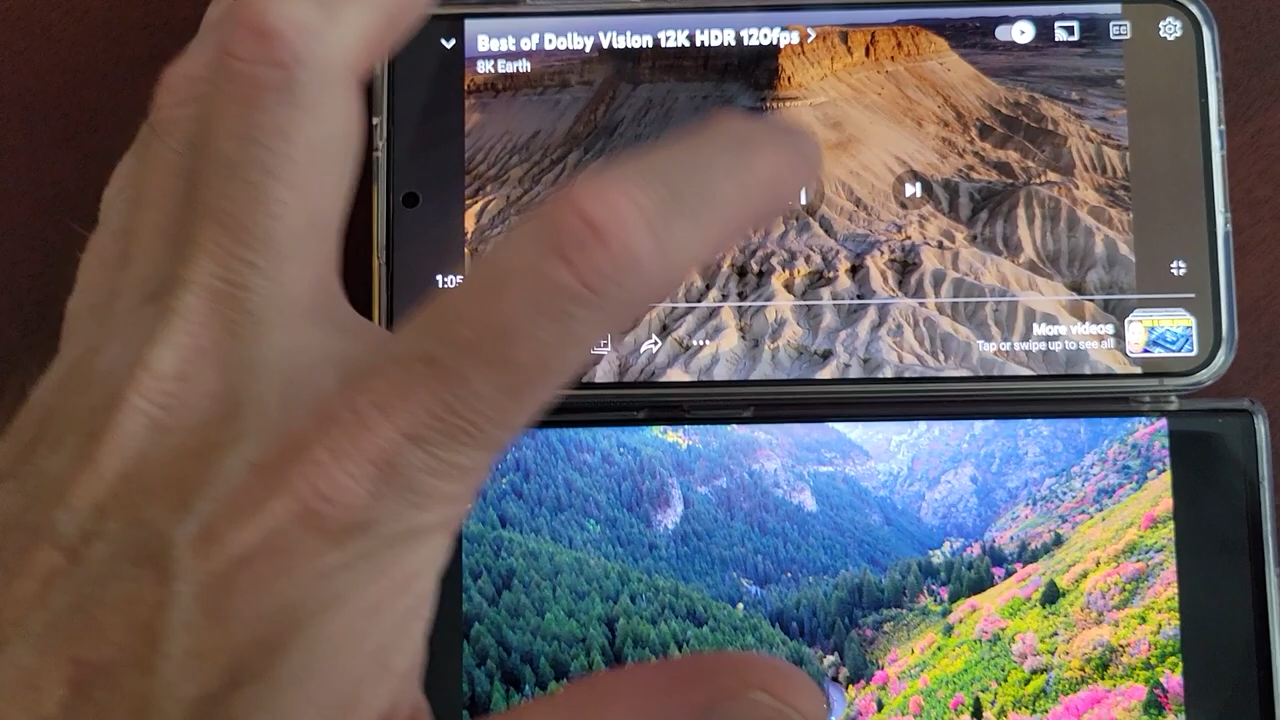 Best of Dolby Vision 12K HDR 120fps
8K Earth
CC
1:05
More videos
Tap or swipe up to see all